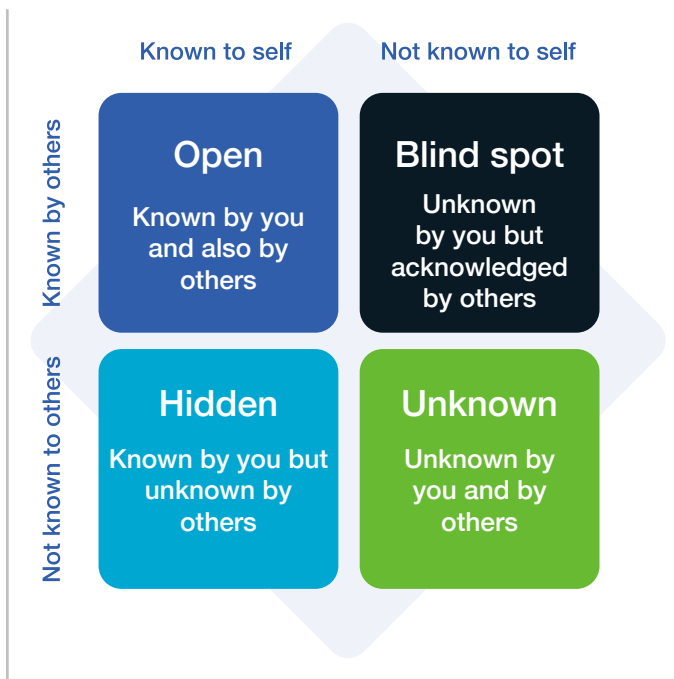 Known to self
Not known to self
Known by others
Open
Known by you
and also by
others
Blind spot
Unknown
by you but
acknowledged
by others
Not known to others
Hidden
Known by you but
unknown by
others
Unknown
Unknown by
you and by
others